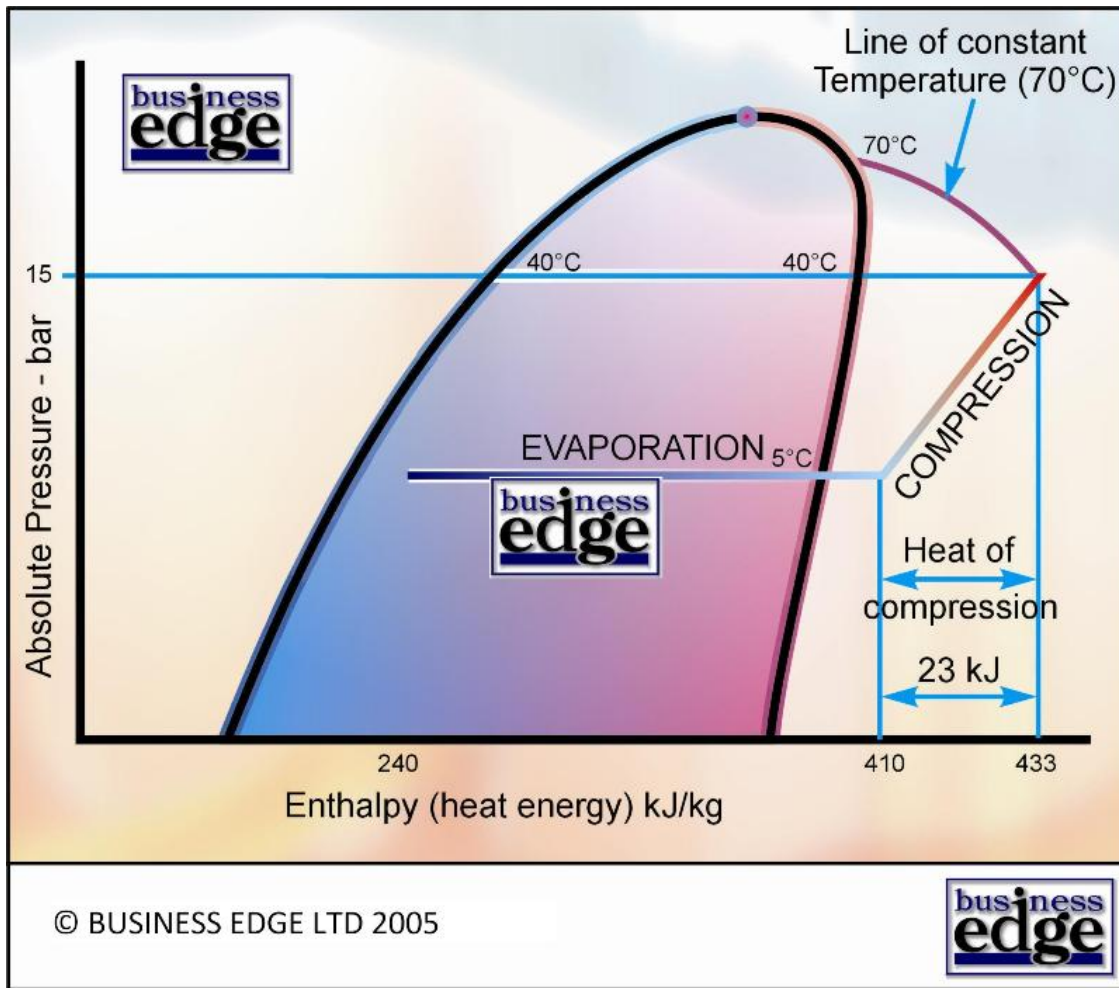 Line of constant
Temperature (70°C)
business
edge
70°C
15
40°C
40°C
Absolute Pressure - bar
COMPRESSION
EVAPORATION
5°C
business
edge
Heat of
compression
23 kJ
240
410
433
Enthalpy (heat energy) kJ/kg
© BUSINESS EDGE LTD 2005
business
edge